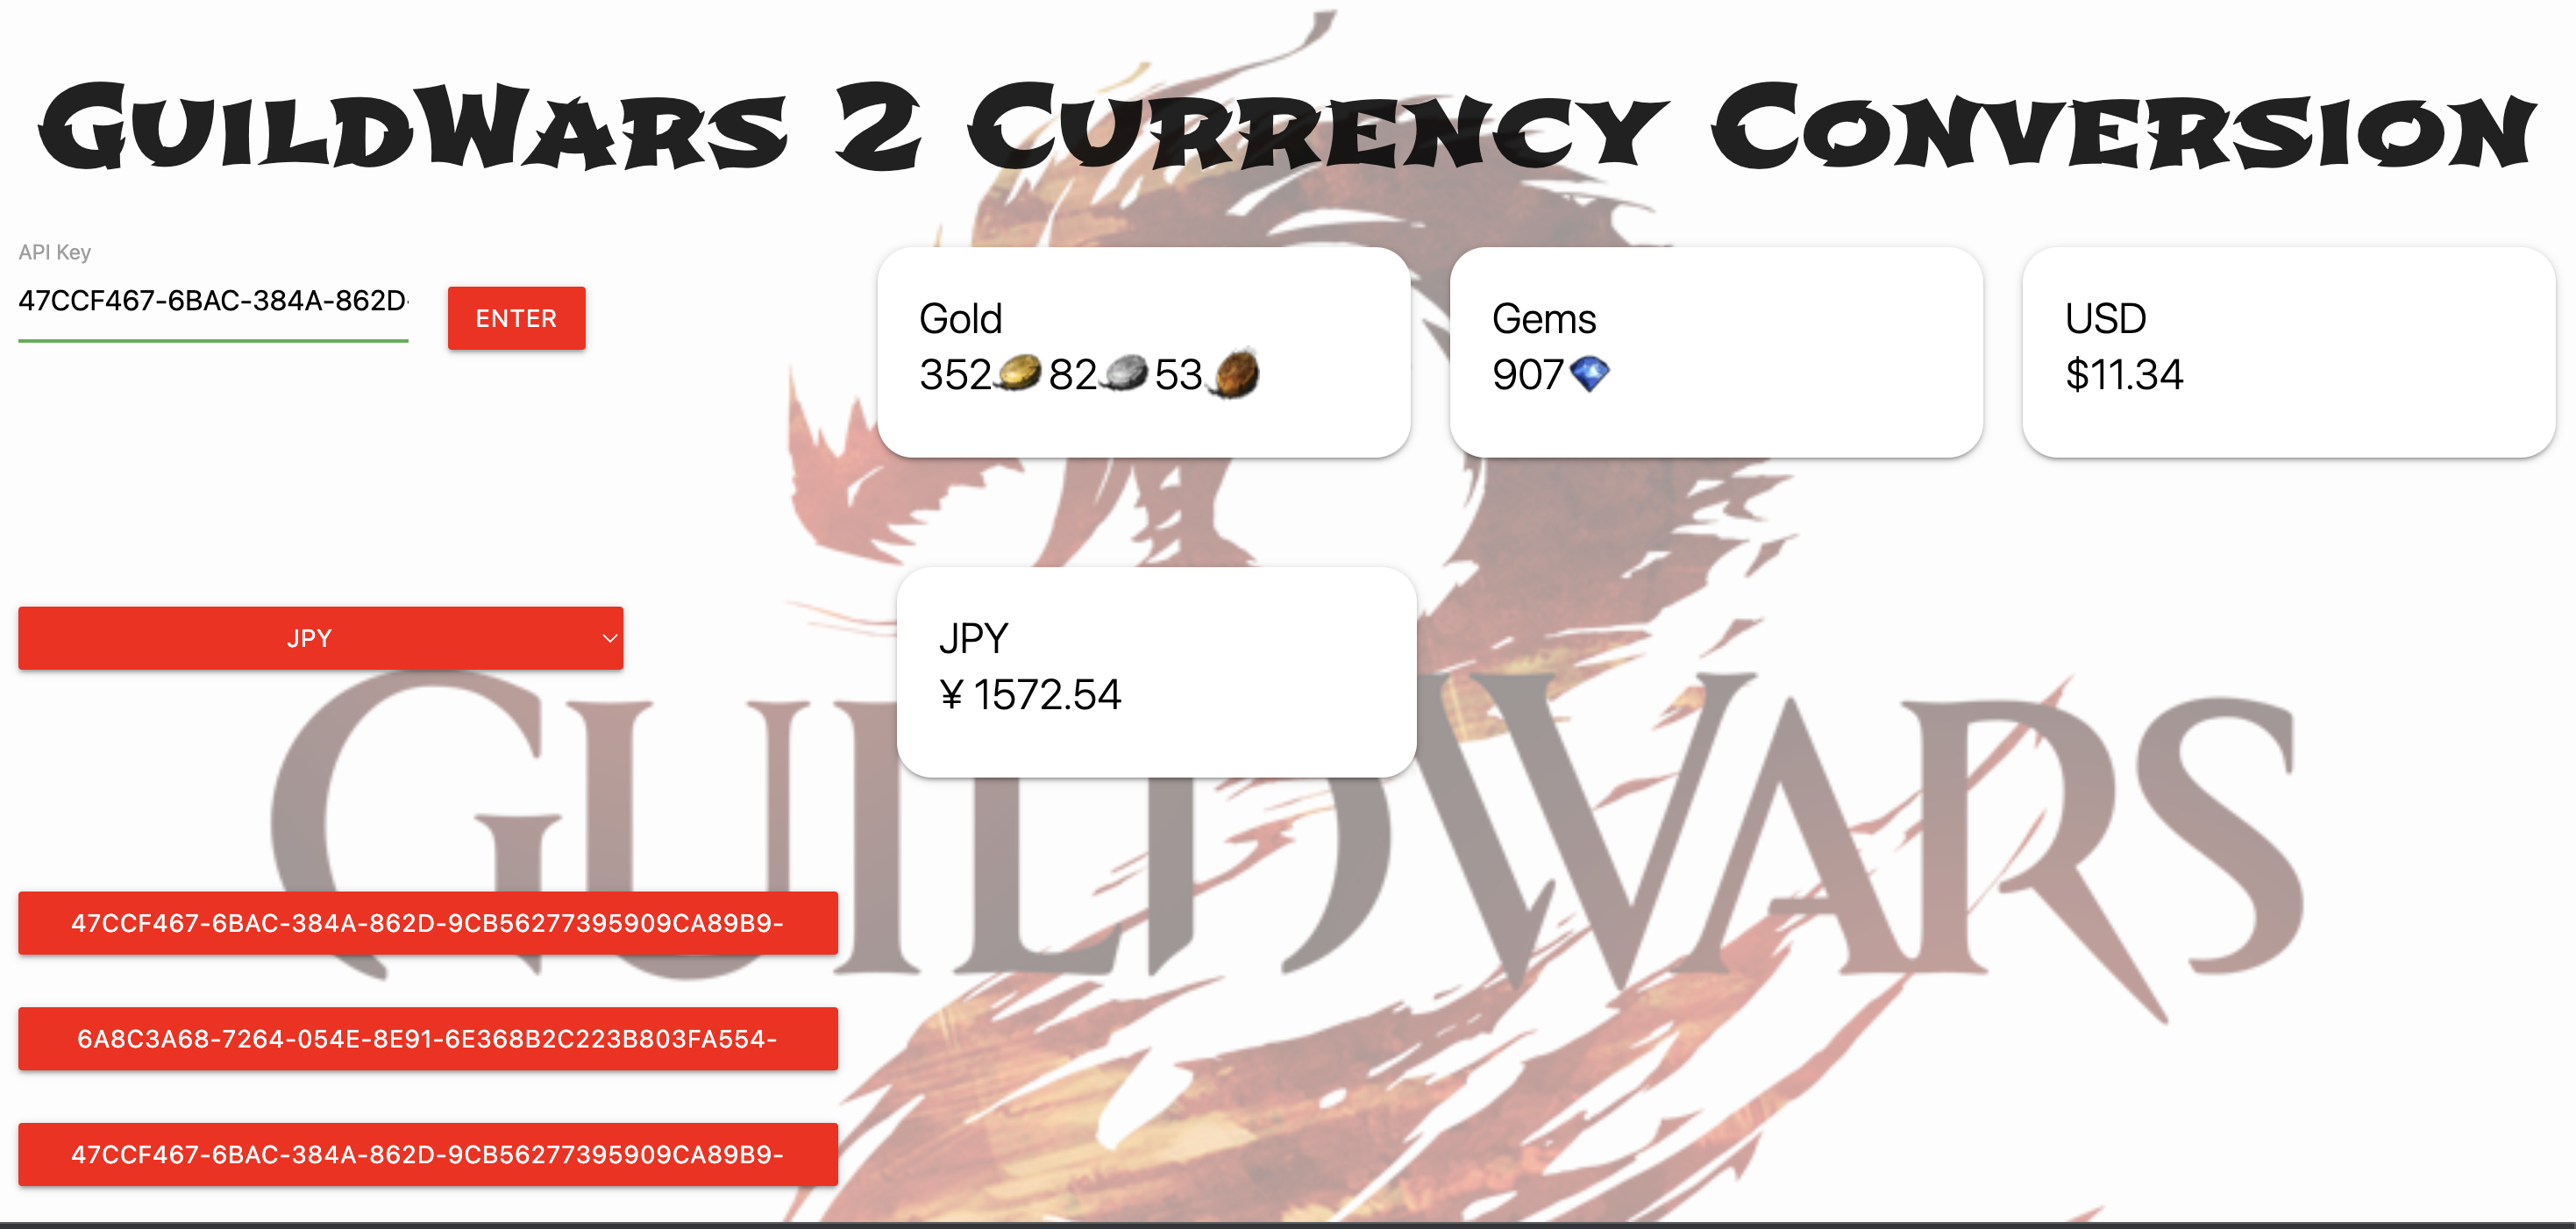 GuildWars 2 Currency Conversion
API Key
47CCF467-6BAC-384A-862D-
ENTER
Gold
352 82 53
Gems
907
USD
$11.34
JPY
JPY
¥ 1572.54
GUILDWARS
47CCF467-6BAC-384A-862D-9CB56277395909CA89B9-
6A8C3A68-7264-054E-8E91-6E368B2C223B803FA554-
47CCF467-6BAC-384A-862D-9CB56277395909CA89B9-